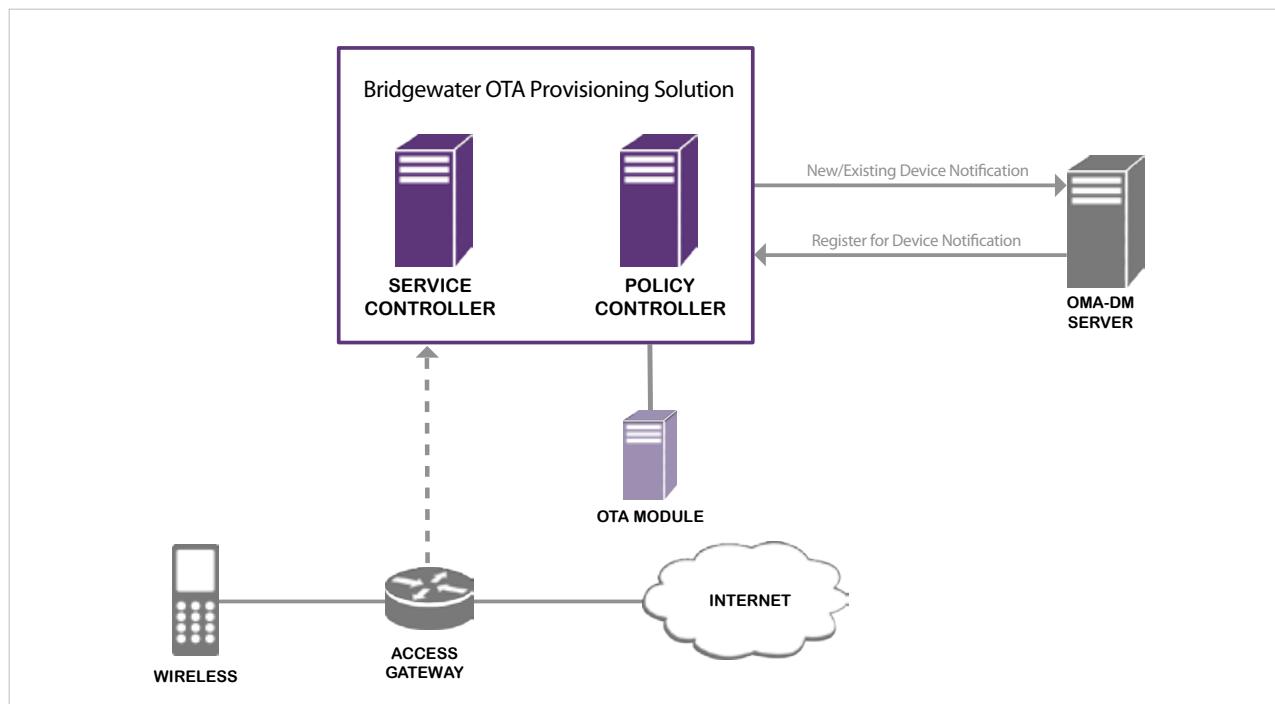 Bridgewater OTA Provisioning Solution
SERVICE
CONTROLLER
POLICY
CONTROLLER
New/Existing Device Notification
Register for Device Notification
OMA-DM
SERVER
OTA MODULE
WIRELESS
ACCESS
GATEWAY
INTERNET